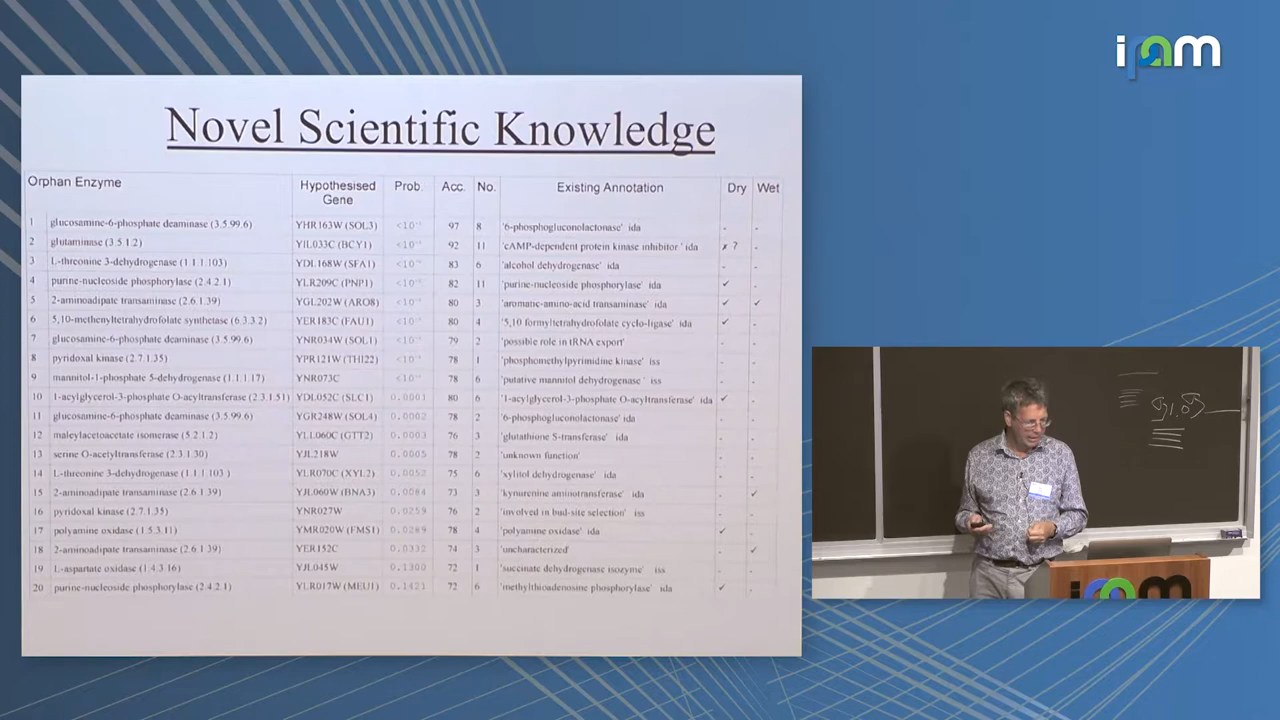 ipam
Novel Scientific Knowledge
Orphan Enzyme Hypothesised Gene Prob. Acc. No. Existing Annotation Dry Wet
1 glucosamine-6-phosphate deaminase (3.5.99.6) YHR163W (SOL3) 97 8 '6-phosphogluconolactonase' ida - -
2 glutaminase (3.5.1.2) YIL033C (BCY1) 92 11 'cAMP-dependent protein kinase inhibitor' ida ✗ ? -
3 L-threonine 3-dehydrogenase (1.1.1.103) YDL168W (SFA1) 83 6 'alcohol dehydrogenase' ida - -
4 purine-nucleoside phosphorylase (2.4.2.1) YLR209C (PNP1) 82 11 'purine-nucleoside phosphorylase' ida ✓ -
5 2-aminoadipate transaminase (2.6.1.39) YGL202W (ARO8) 80 3 'aromatic-amino-acid transaminase' ida ✓ ✓
6 5,10-methenyltetrahydrofolate synthetase (6.3.3.2) YER183C (FAU1) 80 4 '5,10 formyltetrahydrofolate cyclo-ligase' ida ✓ -
7 glucosamine-6-phosphate deaminase (3.5.99.6) YNR034W (SOL1) 79 2 'possible role in tRNA export' - -
8 pyridoxal kinase (2.7.1.35) YPR121W (THI22) 78 1 'phosphomethylpyrimidine kinase' iss - -
9 mannitol-1-phosphate 5-dehydrogenase (1.1.1.17) YNR073C 78 6 'putative mannitol dehydrogenase' iss - -
10 1-acylglycerol-3-phosphate O-acyltransferase (2.3.1.51) YDL052C (SLC1) 0.0001 80 6 '1-acylglycerol-3-phosphate O-acyltransferase' ida ✓ -
11 glucosamine-6-phosphate deaminase (3.5.99.6) YGR248W (SOL4) 0.0002 78 2 '6-phosphogluconolactonase' ida - -
12 maleylacetoacetate isomerase (5.2.1.2) YLL060C (GTT2) 0.0003 76 3 'glutathione S-transferase' ida - -
13 serine O-acetyltransferase (2.3.1.30) YJL218W 0.0005 78 2 'unknown function' - -
14 L-threonine 3-dehydrogenase (1.1.1.103 ) YLR070C (XYL2) 0.0052 75 6 'xylitol dehydrogenase' ida - -
15 2-aminoadipate transaminase (2.6.1.39) YJL060W (BNA3) 0.0084 73 3 'kynurenine aminotransferase' ida - ✓
16 pyridoxal kinase (2.7.1.35) YNR027W 0.0259 76 2 'involved in bud-site selection' iss - -
17 polyamine oxidase (1.5.3.11) YMR020W (FMS1) 0.0289 78 4 'polyamine oxidase' ida ✓ -
18 2-aminoadipate transaminase (2.6.1.39) YER152C 0.0332 74 3 'uncharacterized' - ✓
19 L-aspartate oxidase (1.4.3.16) YJL045W 0.1300 72 1 'succinate dehydrogenase isozyme' iss - -
20 purine-nucleoside phosphorylase (2.4.2.1) YLR017W (MEU1) 0.1421 72 6 'methylthioadenosine phosphorylase' ida ✓ -
ipam